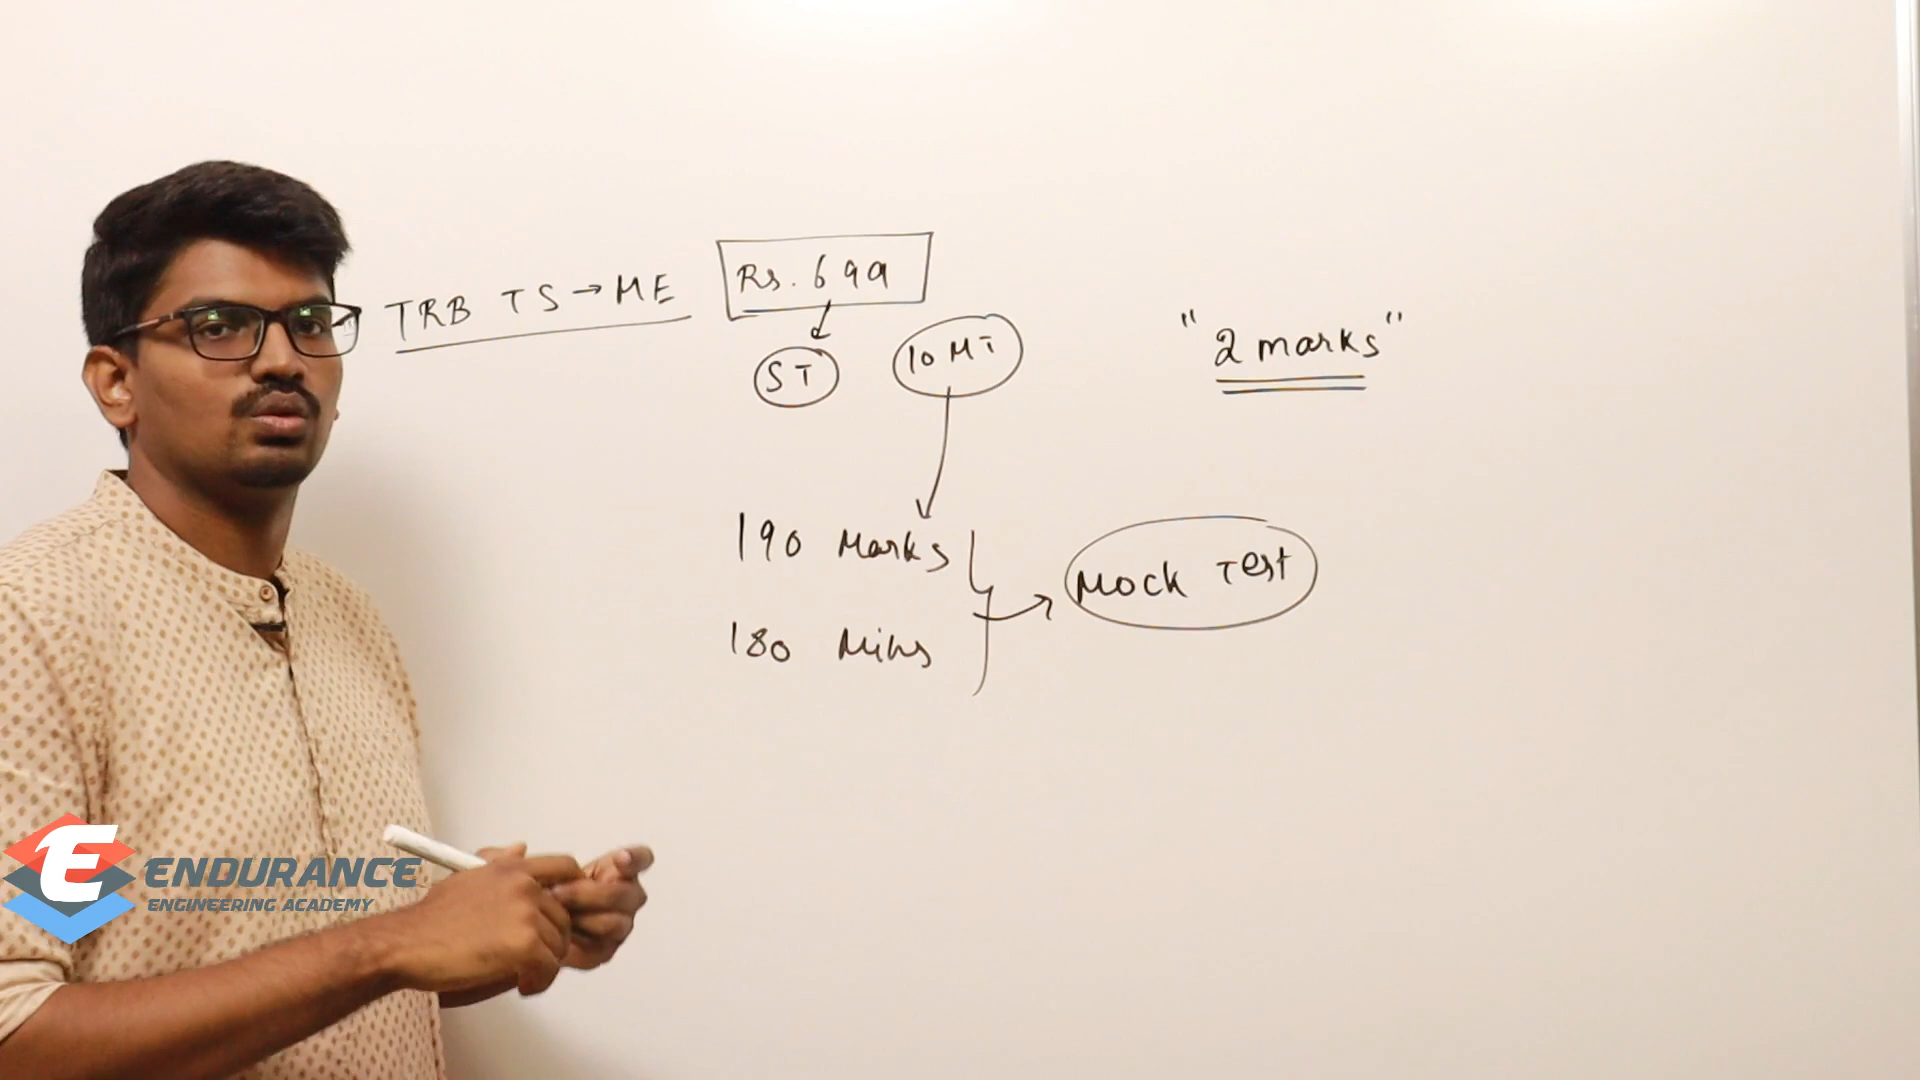 TRB TS → ME
Rs. 699
ST
10 MT
" 2 marks "
190 Marks
180 Mins
Mock Test
ENDURANCE
ENGINEERING ACADEMY